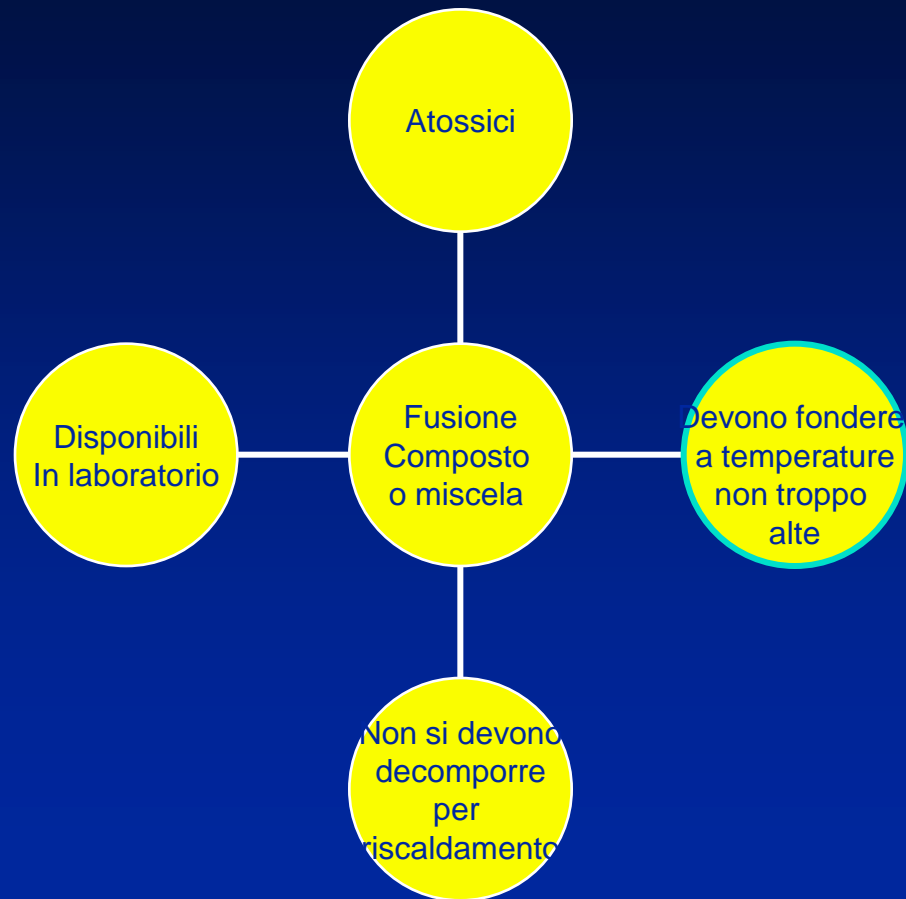 Atossici
Disponibili
In laboratorio
Fusione
Composto
o miscela
Devono fondere
a temperature
non troppo
alte
Non si devono
decomporre
per
riscaldamento